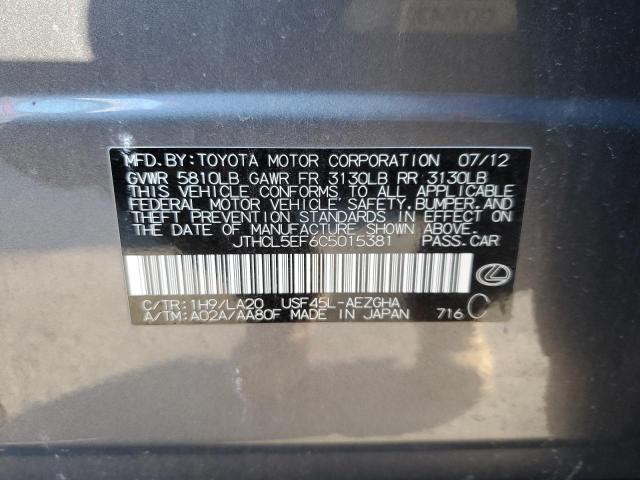 MFD.BY:TOYOTA MOTOR CORPORATION 07/12
GVWR 5810LB GAWR FR 3130LB RR 3130LB
THIS VEHICLE CONFORMS TO ALL APPLICABLE
FEDERAL MOTOR VEHICLE SAFETY,BUMPER,AND
THEFT PREVENTION STANDARDS IN EFFECT ON
THE DATE OF MANUFACTURE SHOWN ABOVE.
JTHCL5EF6C5015381 PASS.CAR
C/TR:1H9/LA20 USF45L-AEZGHA
A/TM:A02A/AA80F MADE IN JAPAN 716 C